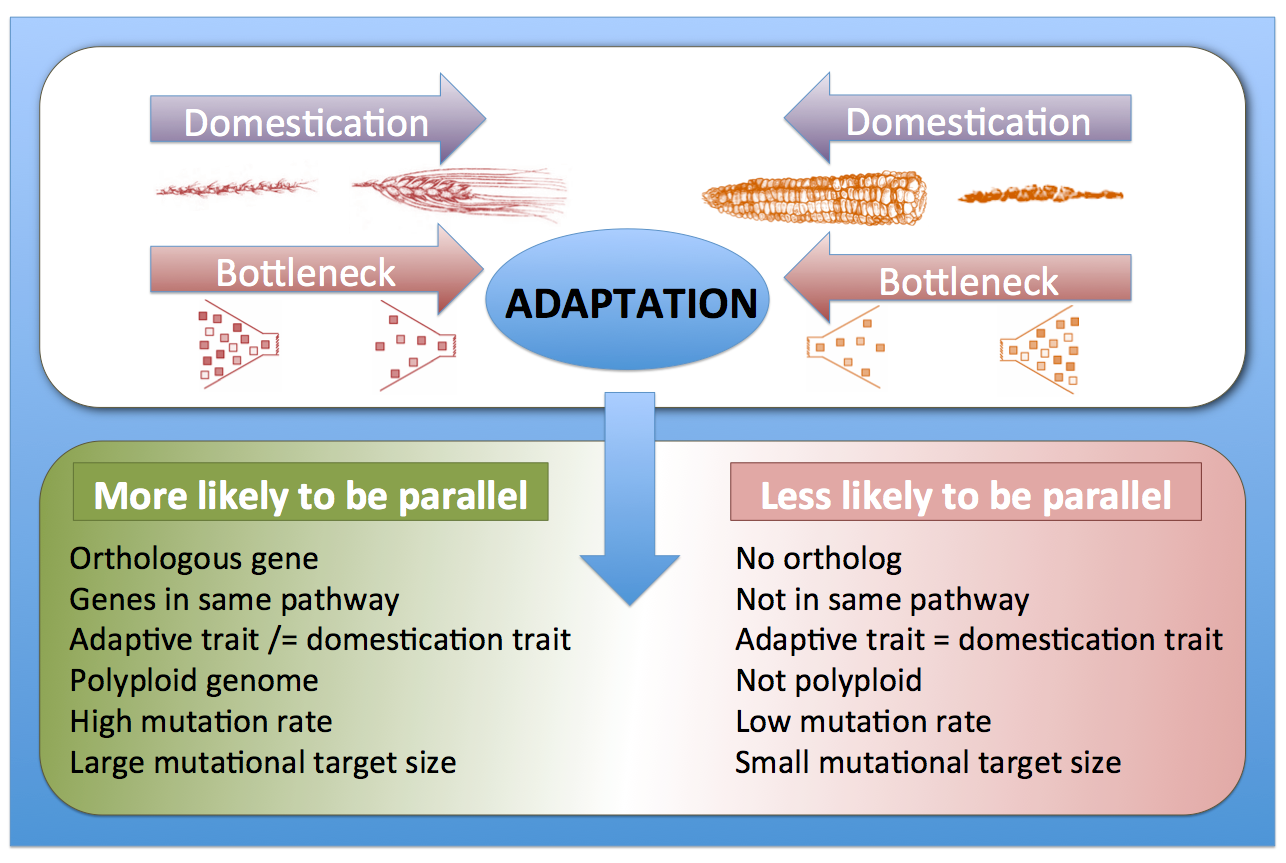 Domestication
Domestication
Bottleneck
Bottleneck
ADAPTATION
More likely to be parallel
Orthologous gene
Genes in same pathway
Adaptive trait /= domestication trait
Polyploid genome
High mutation rate
Large mutational target size
Less likely to be parallel
No ortholog
Not in same pathway
Adaptive trait = domestication trait
Not polyploid
Low mutation rate
Small mutational target size